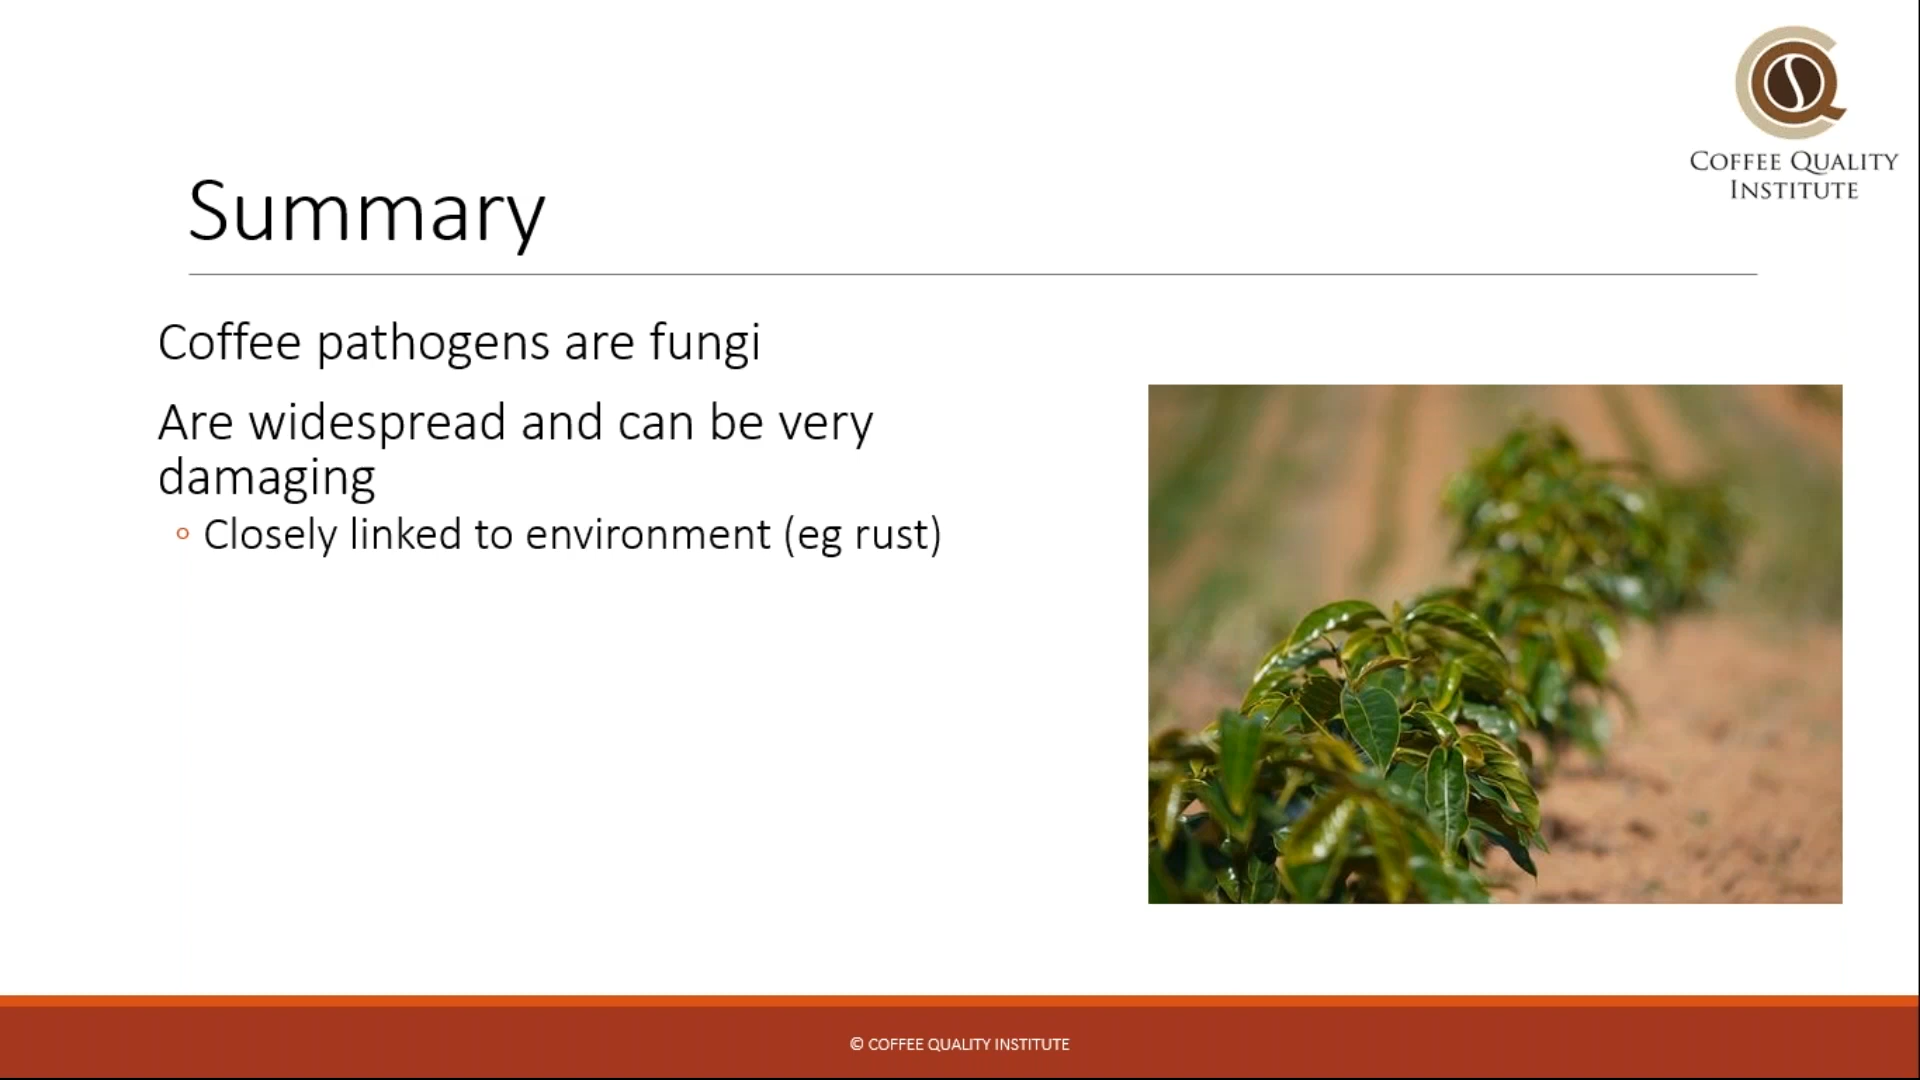 COFFEE QUALITY
INSTITUTE
Summary
Coffee pathogens are fungi
Are widespread and can be very
damaging
◦ Closely linked to environment (eg rust)
© COFFEE QUALITY INSTITUTE